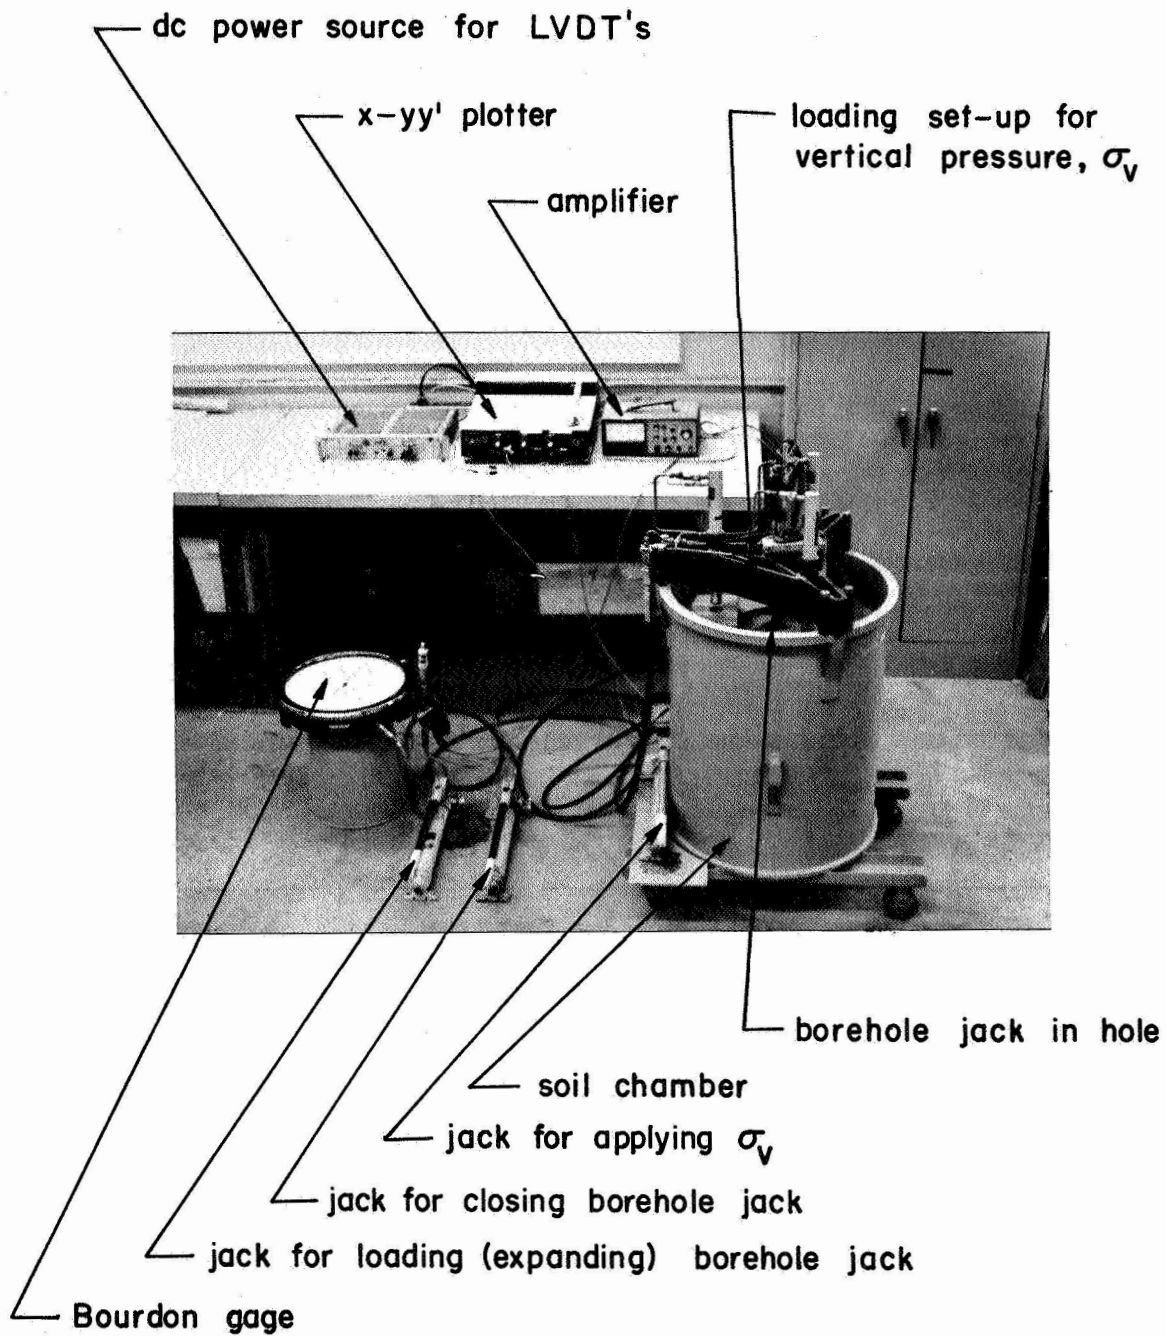 dc power source for LVDT's
x-yy' plotter
loading set-up for
vertical pressure, σv
amplifier
borehole jack in hole
soil chamber
jack for applying σv
jack for closing borehole jack
jack for loading (expanding) borehole jack
Bourdon gage